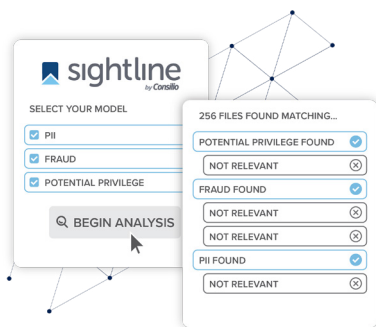 sightline
by Consilio
SELECT YOUR MODEL
PII
FRAUD
POTENTIAL PRIVILEGE
BEGIN ANALYSIS
256 FILES FOUND MATCHING...
POTENTIAL PRIVILEGE FOUND
NOT RELEVANT
FRAUD FOUND
NOT RELEVANT
NOT RELEVANT
PII FOUND
NOT RELEVANT